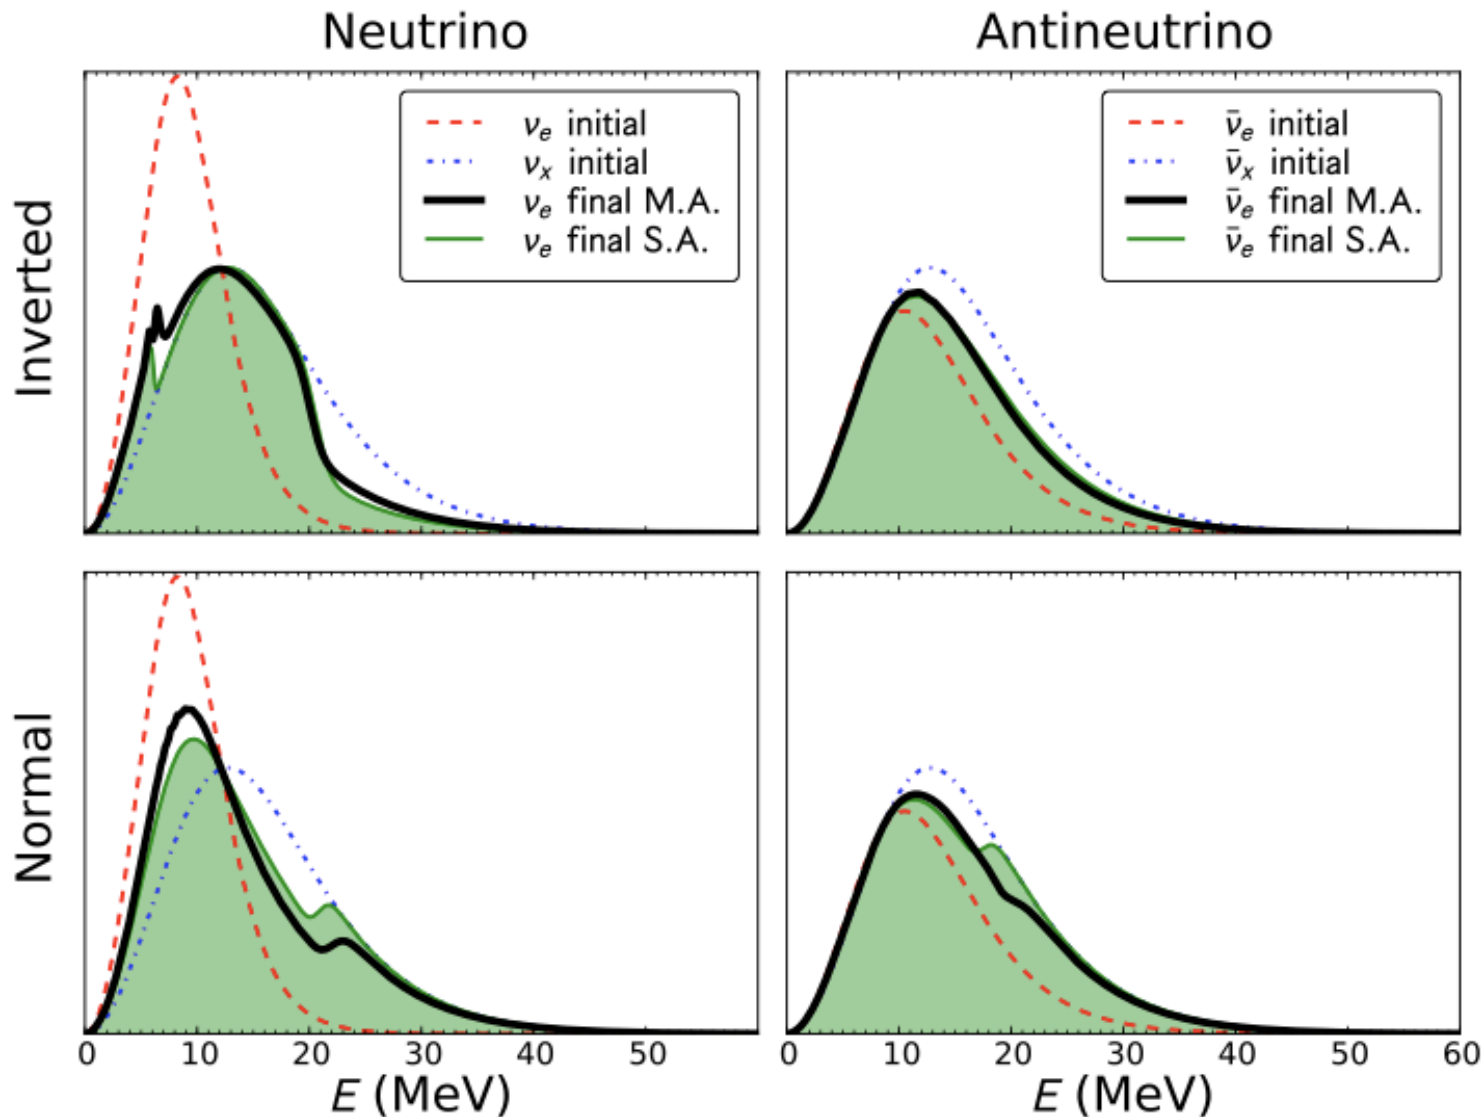 Neutrino
Antineutrino
Inverted
νe initial
νx initial
νe final M.A.
νe final S.A.
ν̄e initial
ν̄x initial
ν̄e final M.A.
ν̄e final S.A.
Normal
0 10 20 30 40 50
E (MeV)
0 10 20 30 40 50 60
E (MeV)